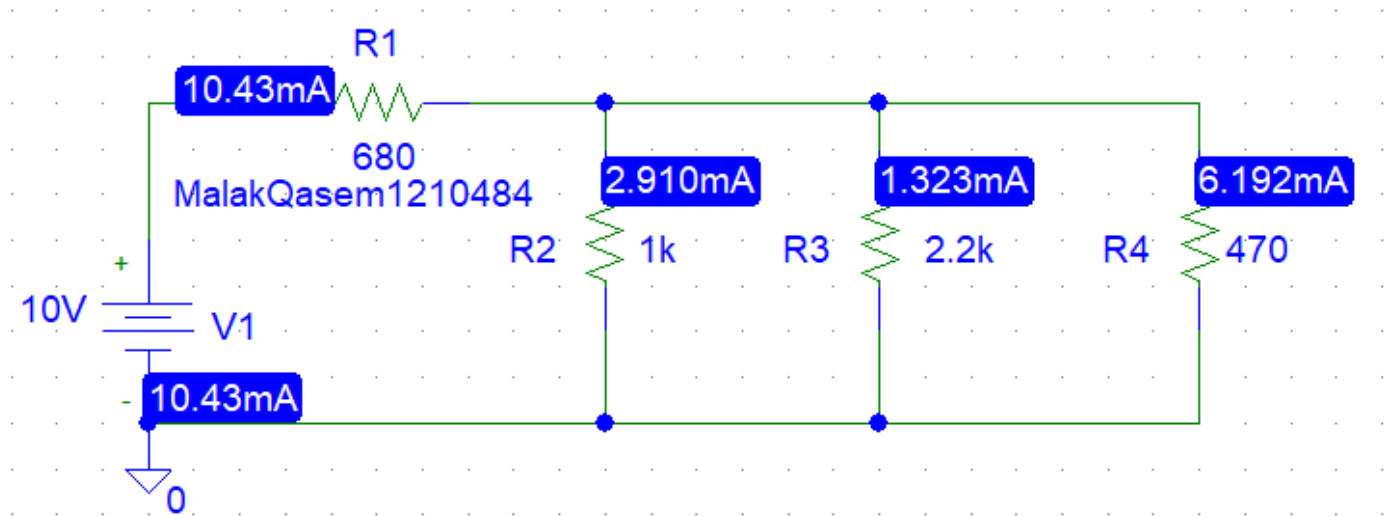 R1
10.43mA
680
MalakQasem1210484
2.910mA
1.323mA
6.192mA
R2 1k
R3 2.2k
R4 470
+
10V
V1
-
10.43mA
0